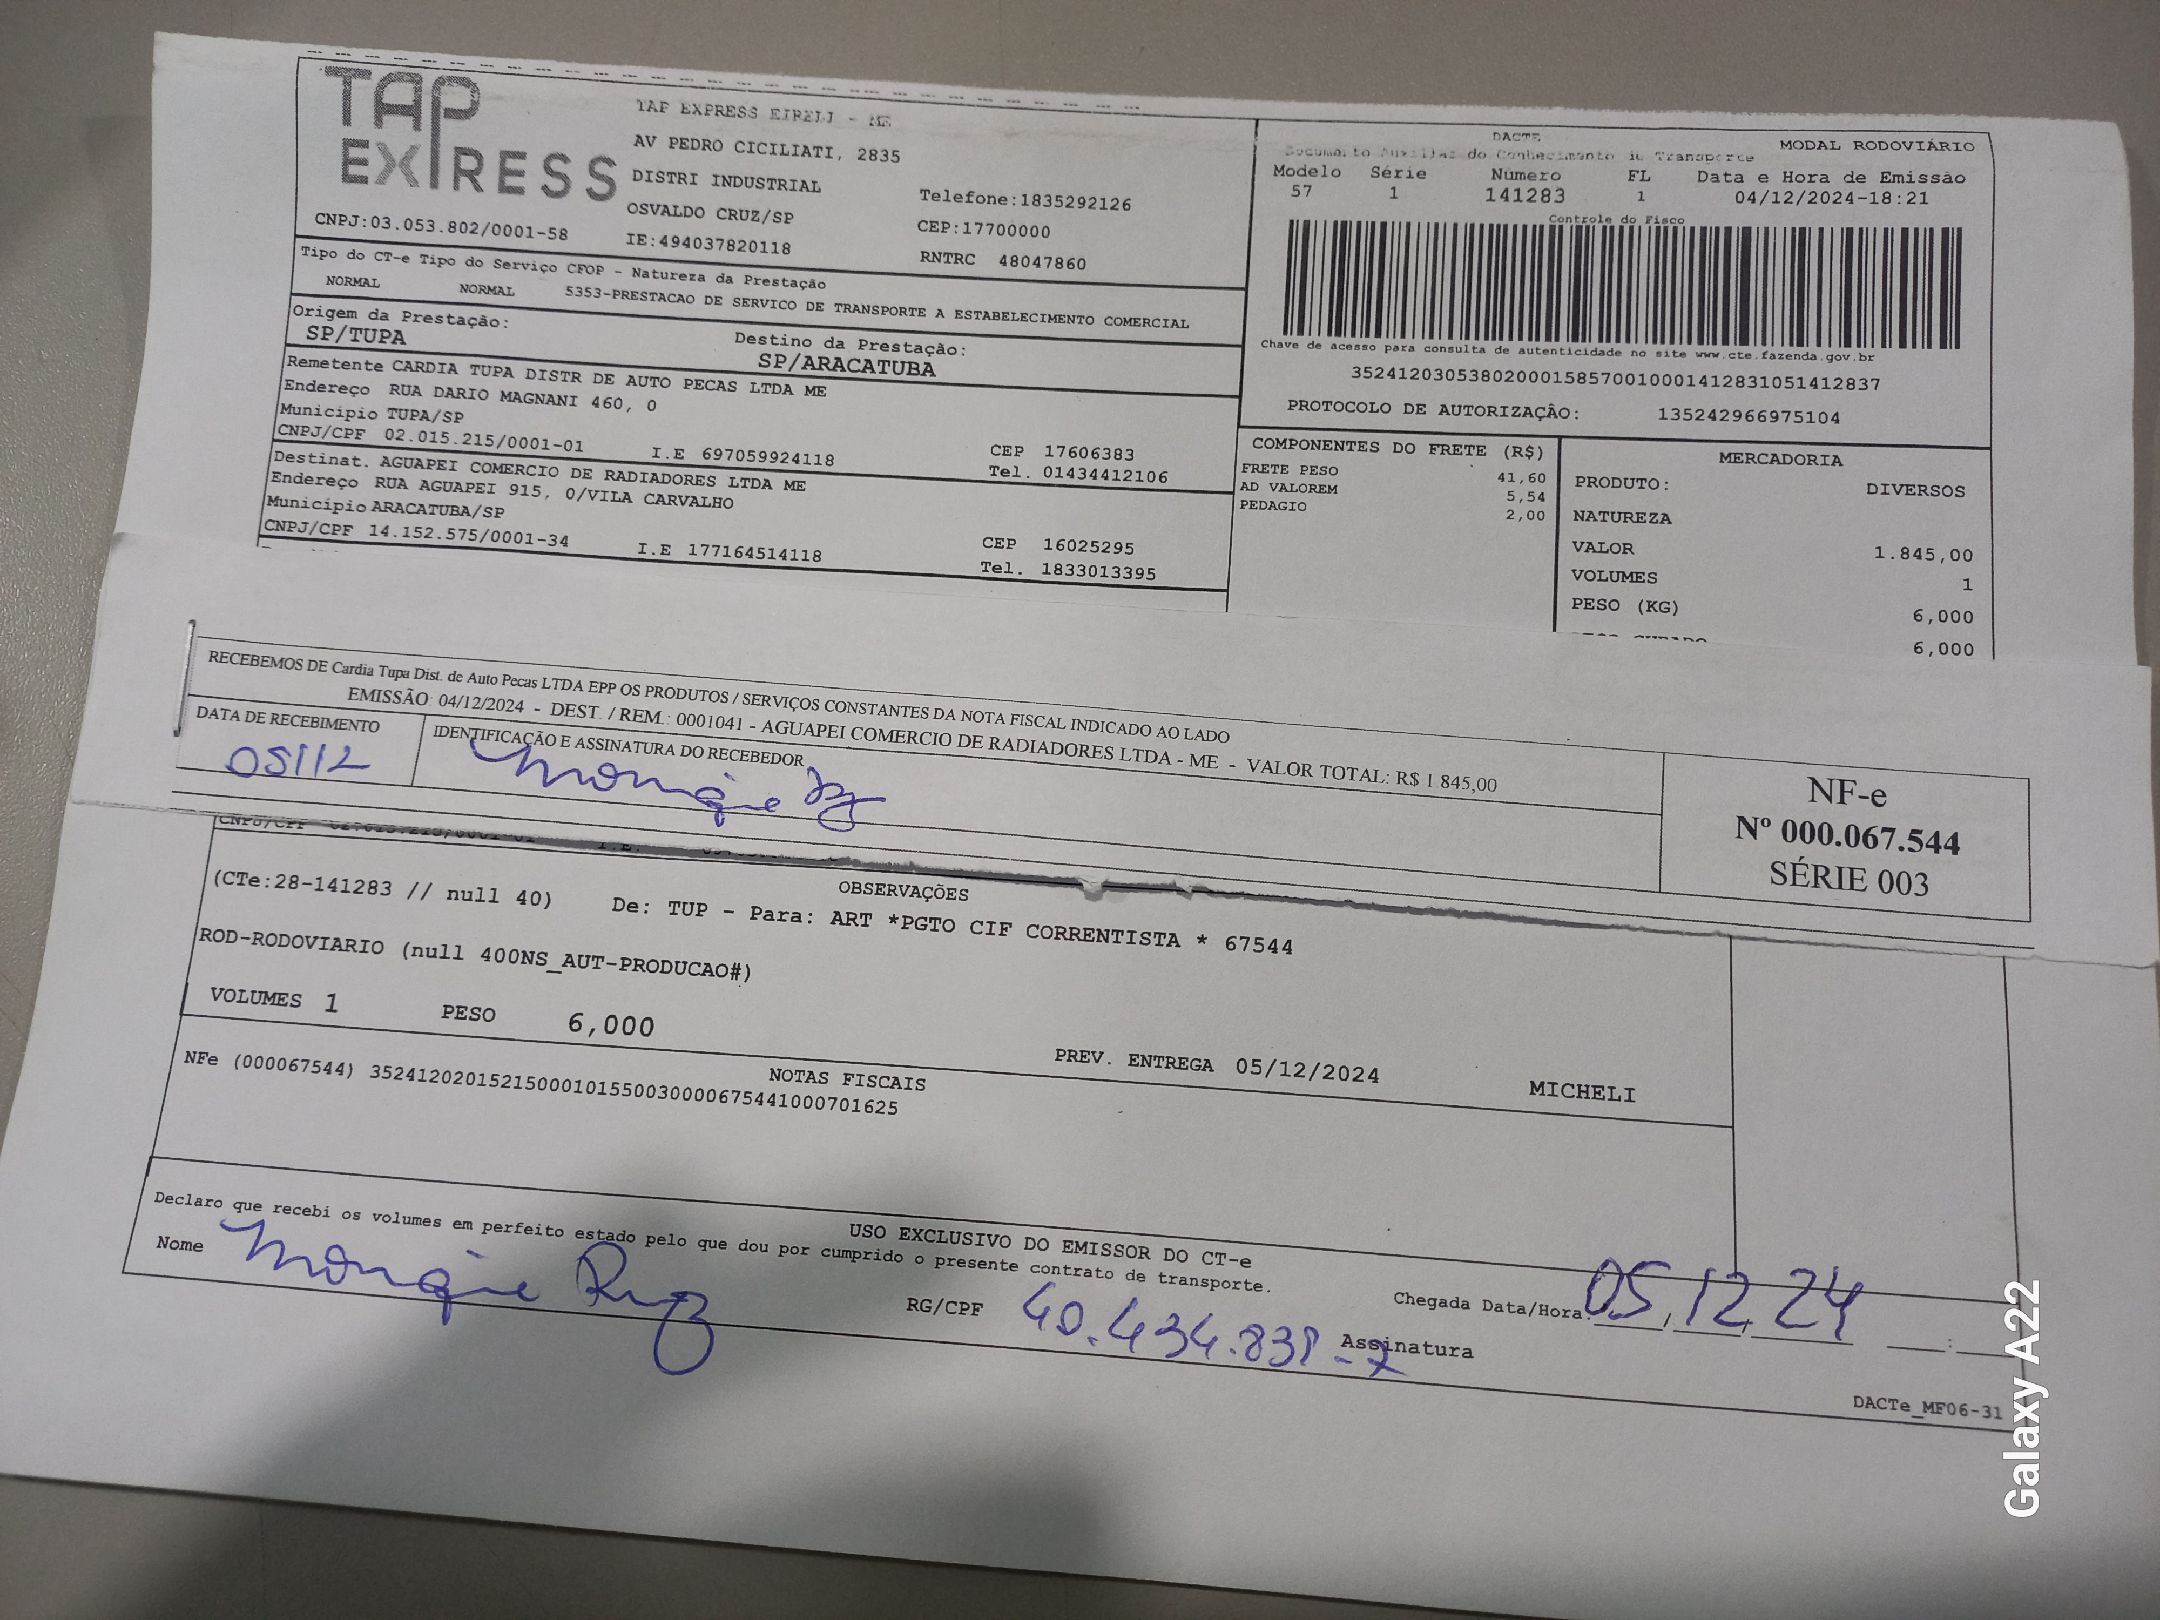 TAP EXPRESS
TAP EXPRESS EIRELI - ME
AV PEDRO CICILIATI, 2835
DISTRI INDUSTRIAL
OSVALDO CRUZ/SP
IE:494037820118
Telefone:1835292126
CEP:17700000
RNTRC 48047860
CNPJ:03.053.802/0001-58
DACTE
MODAL RODOVIÁRIO
Documento Auxiliar do Conhecimento de Transporte
Modelo Série Número FL Data e Hora de Emissão
57 1 141283 1 04/12/2024-18:21
Controle do Fisco
Chave de acesso para consulta de autenticidade no site www.cte.fazenda.gov.br
35241203053802000158570010001412831051412837
PROTOCOLO DE AUTORIZAÇÃO: 135242966975104
Tipo do CT-e Tipo do Serviço CFOP - Natureza da Prestação
NORMAL NORMAL 5353-PRESTACAO DE SERVICO DE TRANSPORTE A ESTABELECIMENTO COMERCIAL
Origem da Prestação: Destino da Prestação:
SP/TUPA SP/ARACATUBA
Remetente CARDIA TUPA DISTR DE AUTO PECAS LTDA ME
Endereço RUA DARIO MAGNANI 460, 0
Municipio TUPA/SP CEP 17606383
CNPJ/CPF 02.015.215/0001-01 I.E 697059924118 Tel. 01434412106
Destinat. AGUAPEI COMERCIO DE RADIADORES LTDA ME
Endereço RUA AGUAPEI 915, 0/VILA CARVALHO
Municipio ARACATUBA/SP CEP 16025295
CNPJ/CPF 14.152.575/0001-34 I.E 177164514118 Tel. 1833013395
COMPONENTES DO FRETE (R$)
FRETE PESO 41,60
AD VALOREM 5,54
PEDAGIO 2,00
MERCADORIA
PRODUTO: DIVERSOS
NATUREZA
VALOR 1.845,00
VOLUMES 1
PESO (KG) 6,000
6,000
RECEBEMOS DE Cardia Tupa Dist. de Auto Pecas LTDA EPP OS PRODUTOS / SERVIÇOS CONSTANTES DA NOTA FISCAL INDICADO AO LADO
EMISSÃO: 04/12/2024 - DEST. / REM.: 0001041 - AGUAPEI COMERCIO DE RADIADORES LTDA - ME - VALOR TOTAL: R$ 1 845,00
DATA DE RECEBIMENTO IDENTIFICAÇÃO E ASSINATURA DO RECEBEDOR
05/12 Monique
NF-e
Nº 000.067.544
SÉRIE 003
OBSERVAÇÕES
(CTe:28-141283 // null 40) De: TUP - Para: ART *PGTO CIF CORRENTISTA * 67544
ROD-RODOVIARIO (null 400NS_AUT-PRODUCAO#)
VOLUMES 1 PESO 6,000 PREV. ENTREGA 05/12/2024 MICHELI
NOTAS FISCAIS
NFe (000067544) 35241202015215000101550030000675441000701625
USO EXCLUSIVO DO EMISSOR DO CT-e
Declaro que recebi os volumes em perfeito estado pelo que dou por cumprido o presente contrato de transporte.
Nome Monique Ruz RG/CPF 40.434.838-7 Assinatura
Chegada Data/Hora: 05,12,24
DACTe_MF06-31
Galaxy A22